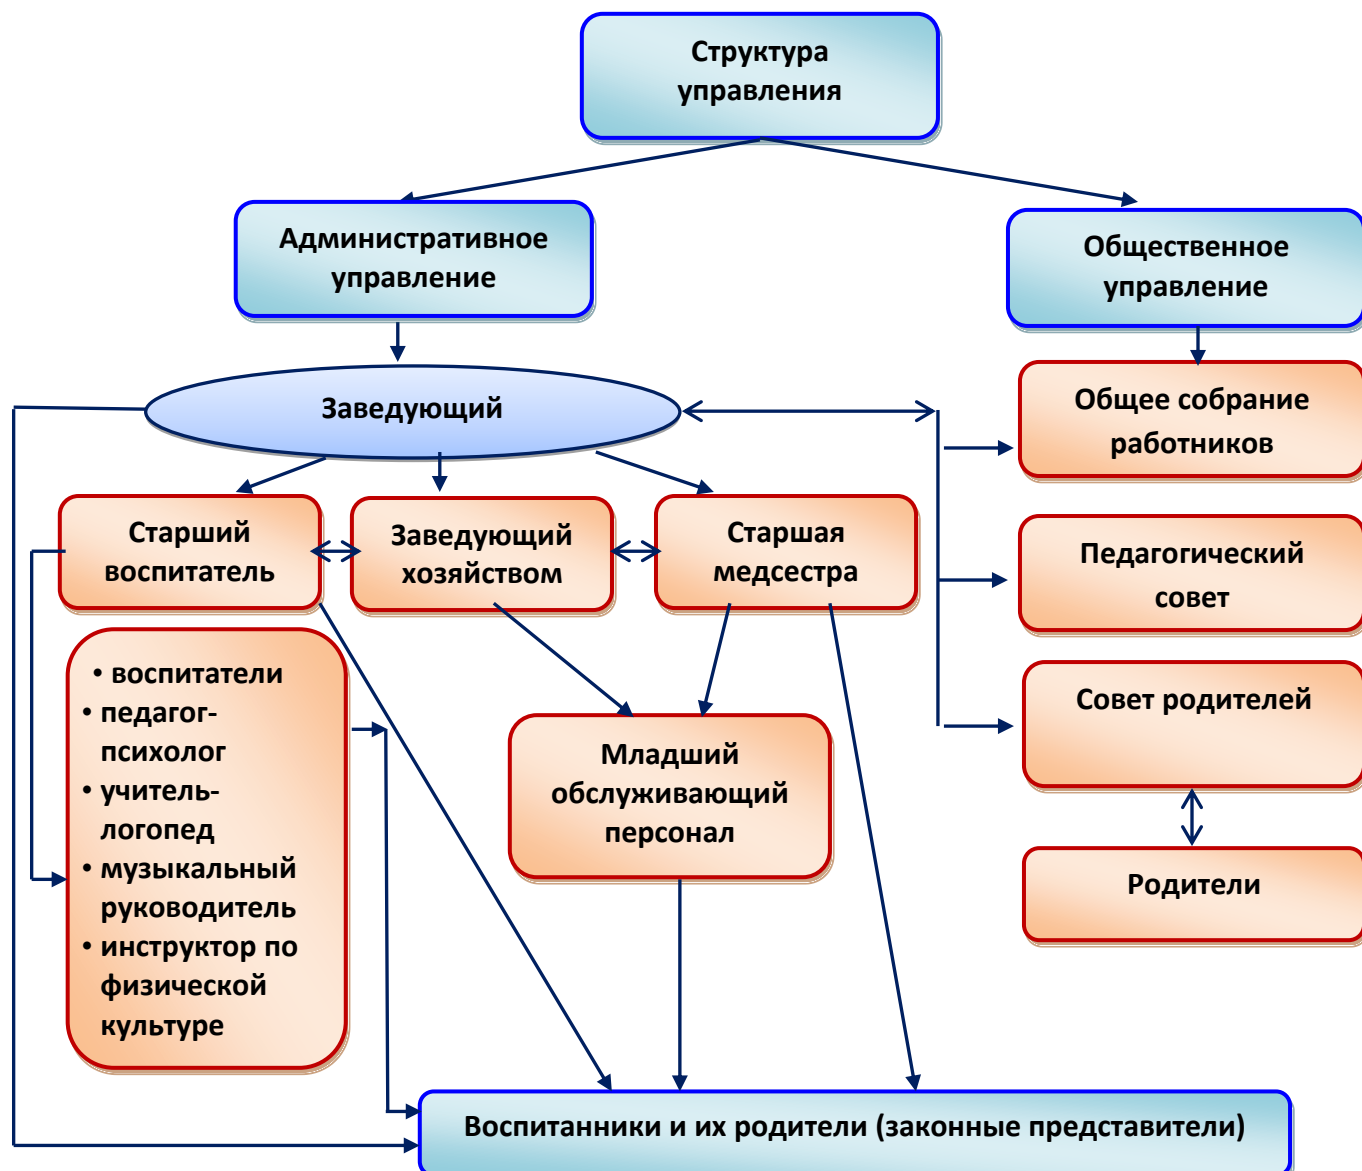 Структура
управления
Административное
управление
Общественное
управление
Заведующий
Общее собрание
работников
Старший
воспитатель
Заведующий
хозяйством
Старшая
медсестра
Педагогический
совет
• воспитатели
• педагог-
психолог
• учитель-
логопед
• музыкальный
руководитель
• инструктор по
физической
культуре
Младший
обслуживающий
персонал
Совет родителей
Родители
Воспитанники и их родители (законные представители)